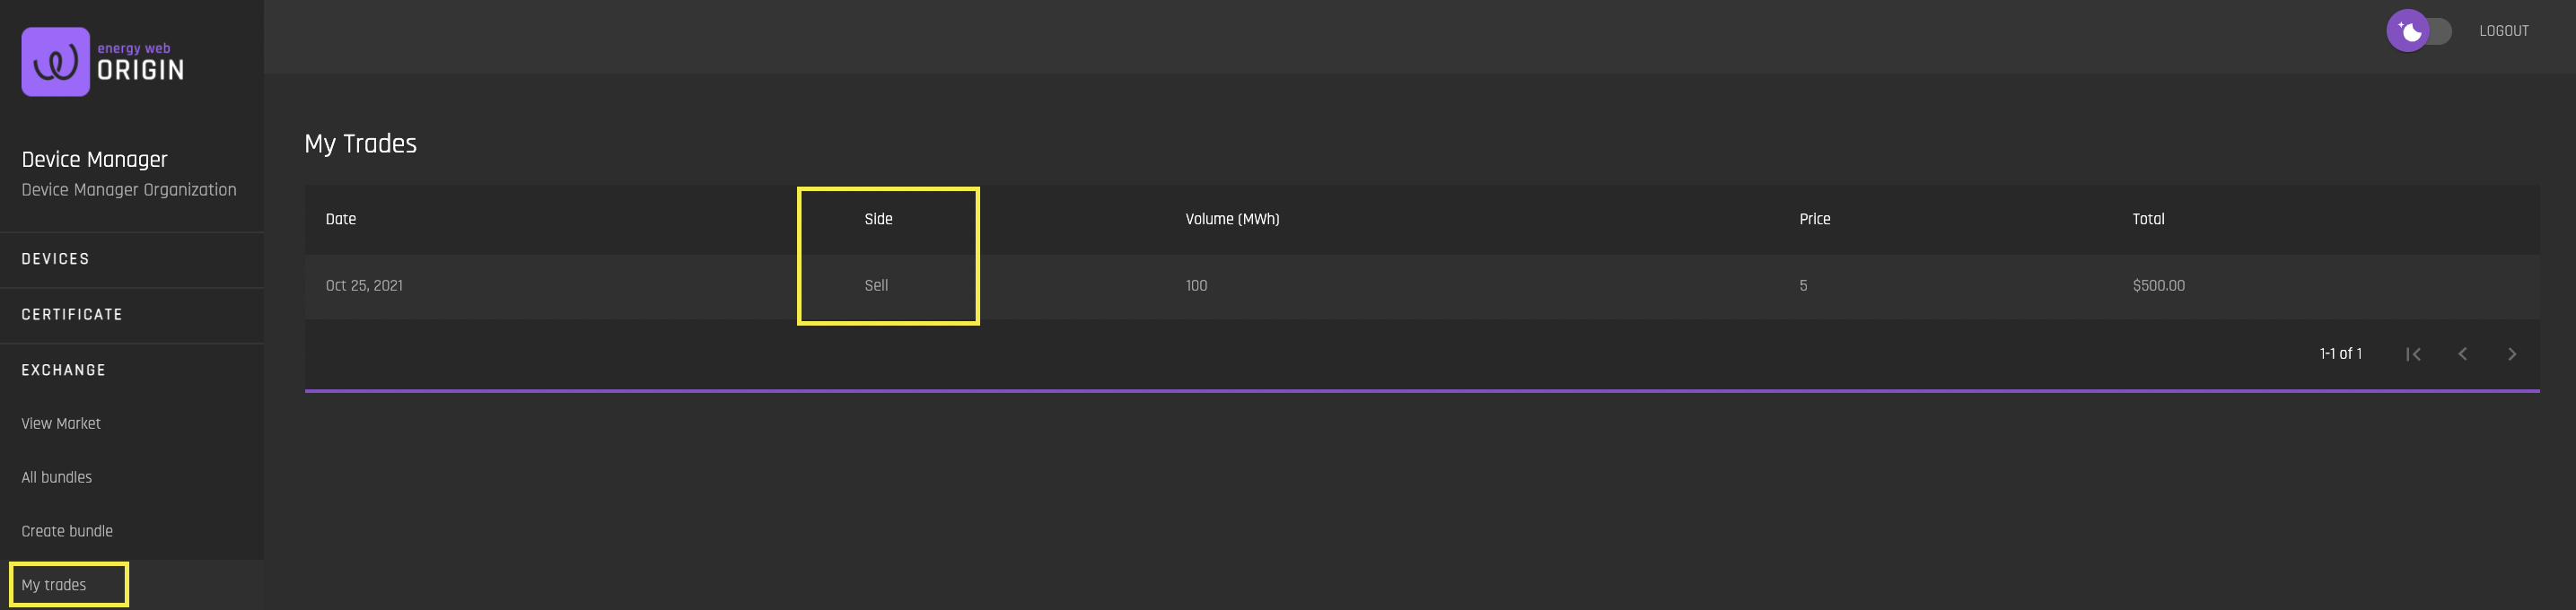 energy web
ORIGIN
LOGOUT
Device Manager
Device Manager Organization
DEVICES
CERTIFICATE
EXCHANGE
View Market
All bundles
Create bundle
My trades
My Trades
Date Side Volume (MWh) Price Total
Oct 25, 2021 Sell 100 5 $500.00
1-1 of 1